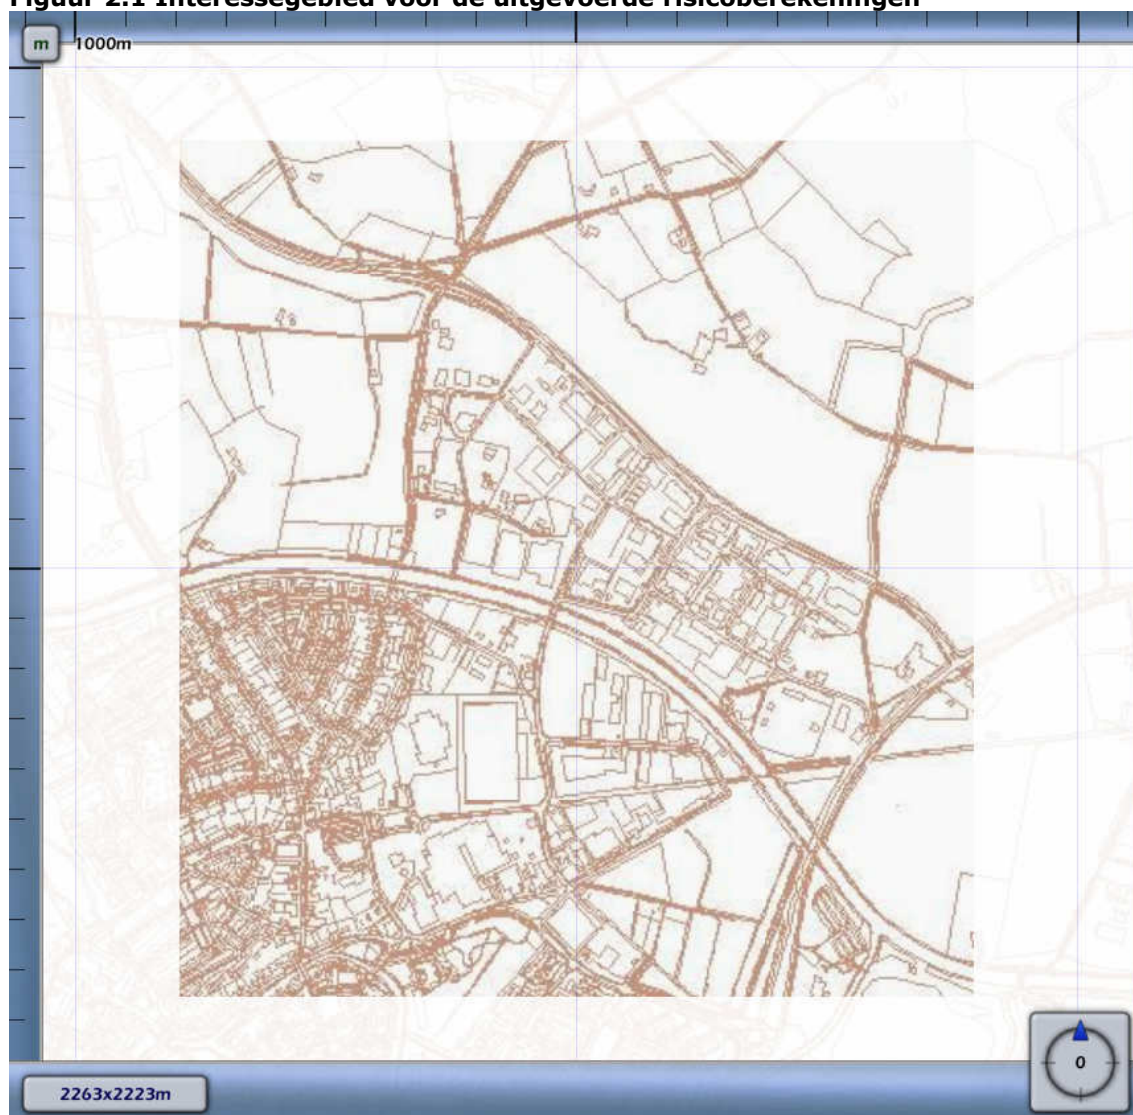 Figuur 2.1 Interessegebied voor de uitgevoerde risicoberekeningen
m
1000m
0
2263x2223m